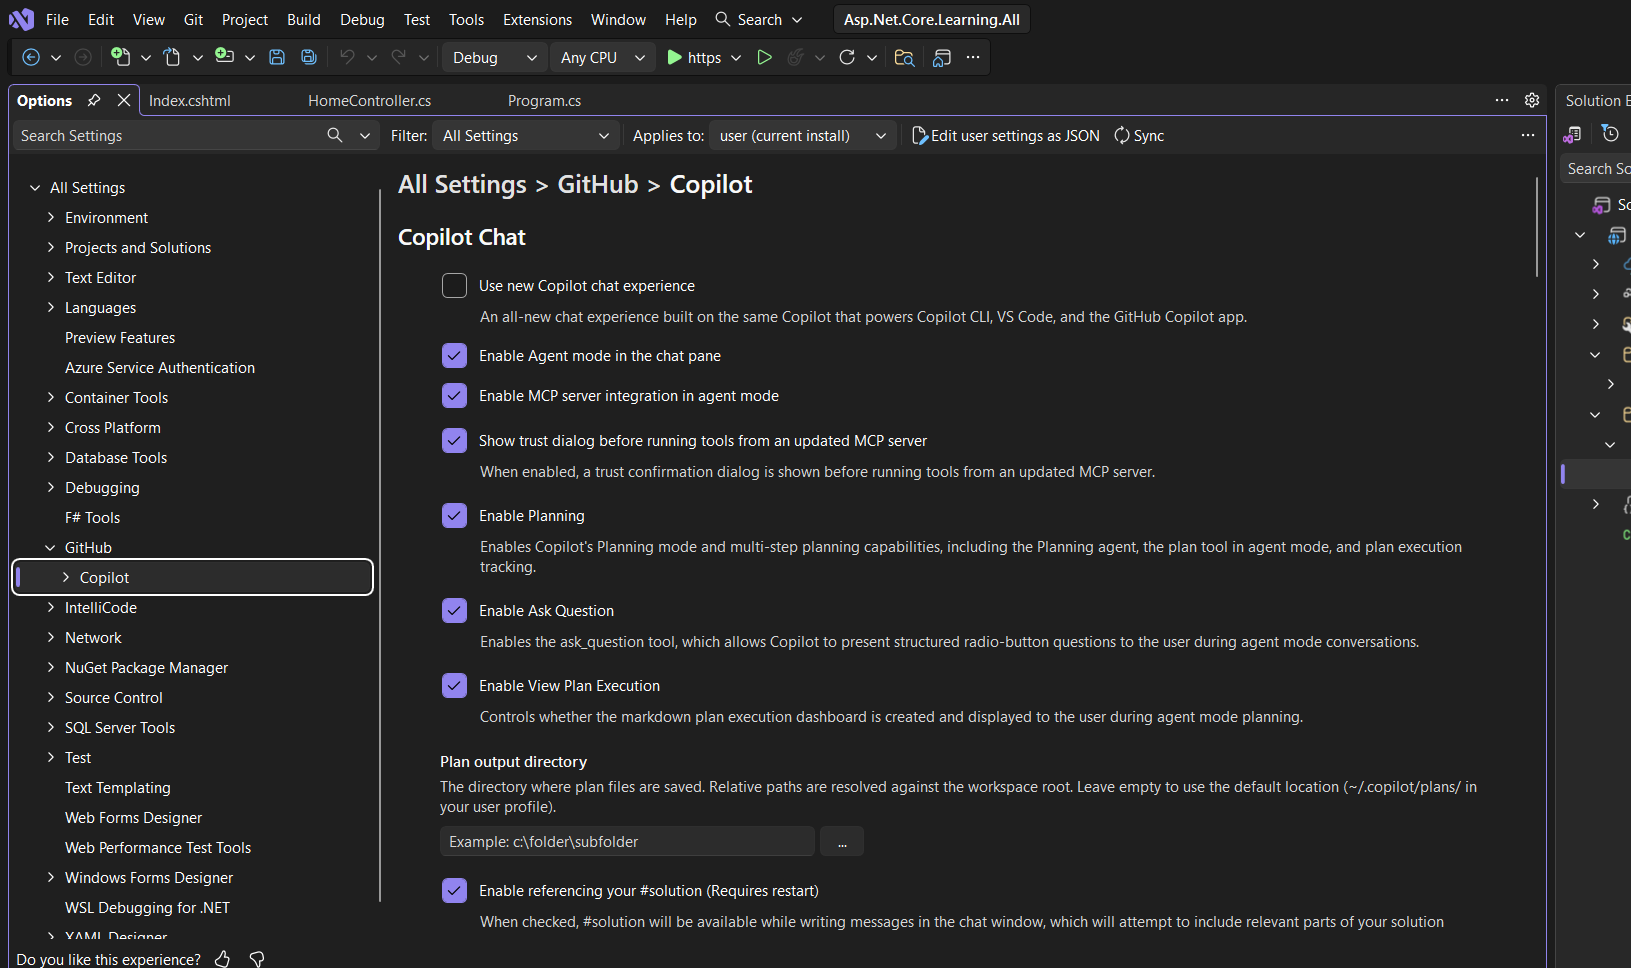 File Edit View Git Project Build Debug Test Tools Extensions Window Help Search Asp.Net.Core.Learning.All
Debug Any CPU https
Options Index.cshtml HomeController.cs Program.cs
Solution
Search Settings Filter: All Settings Applies to: user (current install) Edit user settings as JSON Sync
Search
All Settings
Environment
Projects and Solutions
Text Editor
Languages
Preview Features
Azure Service Authentication
Container Tools
Cross Platform
Database Tools
Debugging
F# Tools
GitHub
Copilot
IntelliCode
Network
NuGet Package Manager
Source Control
SQL Server Tools
Test
Text Templating
Web Forms Designer
Web Performance Test Tools
Windows Forms Designer
WSL Debugging for .NET
XAML Designer
Do you like this experience?
All Settings > GitHub > Copilot
Copilot Chat
Use new Copilot chat experience
An all-new chat experience built on the same Copilot that powers Copilot CLI, VS Code, and the GitHub Copilot app.
Enable Agent mode in the chat pane
Enable MCP server integration in agent mode
Show trust dialog before running tools from an updated MCP server
When enabled, a trust confirmation dialog is shown before running tools from an updated MCP server.
Enable Planning
Enables Copilot's Planning mode and multi-step planning capabilities, including the Planning agent, the plan tool in agent mode, and plan execution
tracking.
Enable Ask Question
Enables the ask_question tool, which allows Copilot to present structured radio-button questions to the user during agent mode conversations.
Enable View Plan Execution
Controls whether the markdown plan execution dashboard is created and displayed to the user during agent mode planning.
Plan output directory
The directory where plan files are saved. Relative paths are resolved against the workspace root. Leave empty to use the default location (~/.copilot/plans/ in
your user profile).
Example: c:\folder\subfolder ...
Enable referencing your #solution (Requires restart)
When checked, #solution will be available while writing messages in the chat window, which will attempt to include relevant parts of your solution